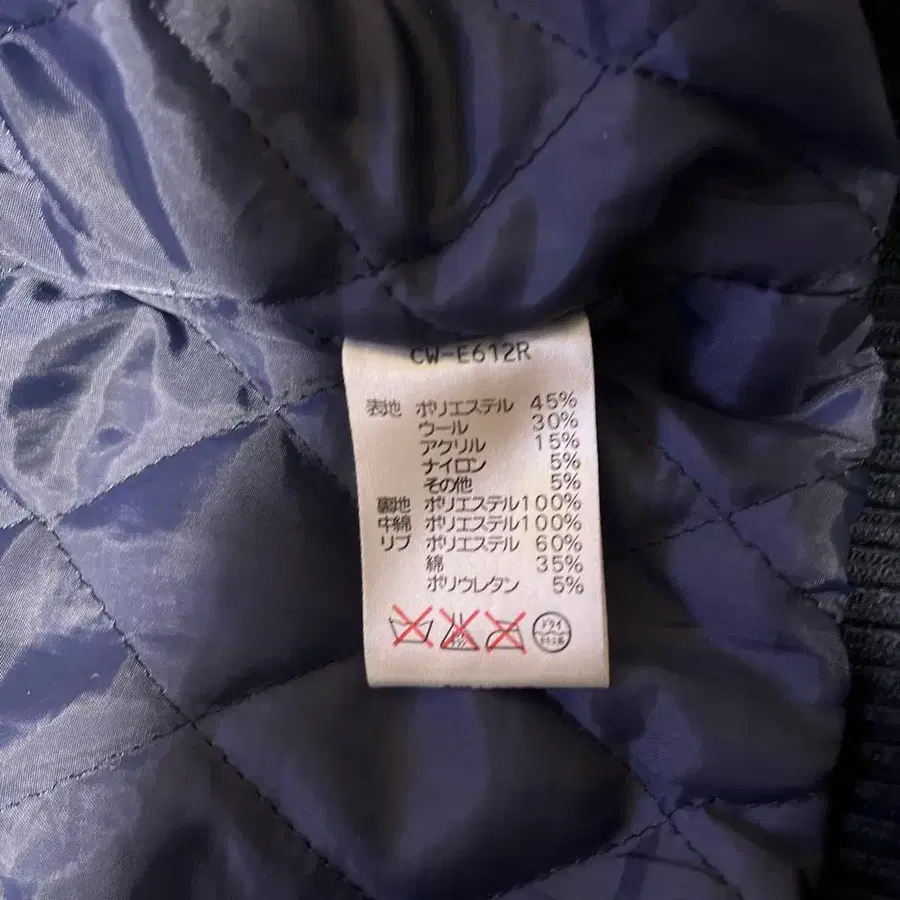 CW-E612R
表地 ポリエステル 45%
ウール 30%
アクリル 15%
ナイロン 5%
その他 5%
裏地 ポリエステル100%
中綿 ポリエステル100%
リブ ポリエステル 60%
綿 35%
ポリウレタン 5%
ドライ